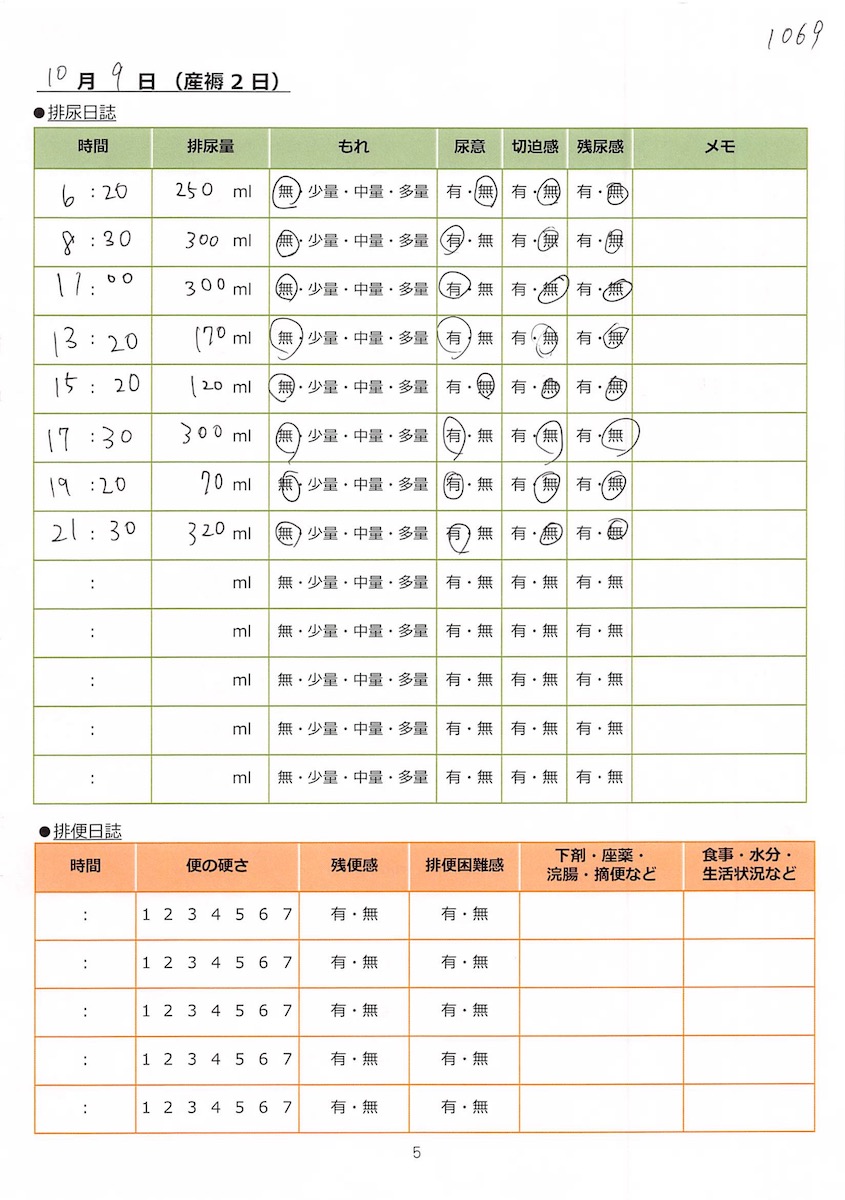 1069
10月9日（産褥2日）
●排尿日誌
時間 排尿量 もれ 尿意 切迫感 残尿感 メモ
6:20 250 ml 無・少量・中量・多量 有・無 有・無 有・無
8:30 300 ml 無・少量・中量・多量 有・無 有・無 有・無
11:00 300 ml 無・少量・中量・多量 有・無 有・無 有・無
13:20 170 ml 無・少量・中量・多量 有・無 有・無 有・無
15:20 120 ml 無・少量・中量・多量 有・無 有・無 有・無
17:30 300 ml 無・少量・中量・多量 有・無 有・無 有・無
19:20 70 ml 無・少量・中量・多量 有・無 有・無 有・無
21:30 320 ml 無・少量・中量・多量 有・無 有・無 有・無
: ml 無・少量・中量・多量 有・無 有・無 有・無
: ml 無・少量・中量・多量 有・無 有・無 有・無
: ml 無・少量・中量・多量 有・無 有・無 有・無
: ml 無・少量・中量・多量 有・無 有・無 有・無
: ml 無・少量・中量・多量 有・無 有・無 有・無
●排便日誌
時間 便の硬さ 残便感 排便困難感 下剤・座薬・浣腸・摘便など 食事・水分・生活状況など
: 1 2 3 4 5 6 7 有・無 有・無
: 1 2 3 4 5 6 7 有・無 有・無
: 1 2 3 4 5 6 7 有・無 有・無
: 1 2 3 4 5 6 7 有・無 有・無
: 1 2 3 4 5 6 7 有・無 有・無
5